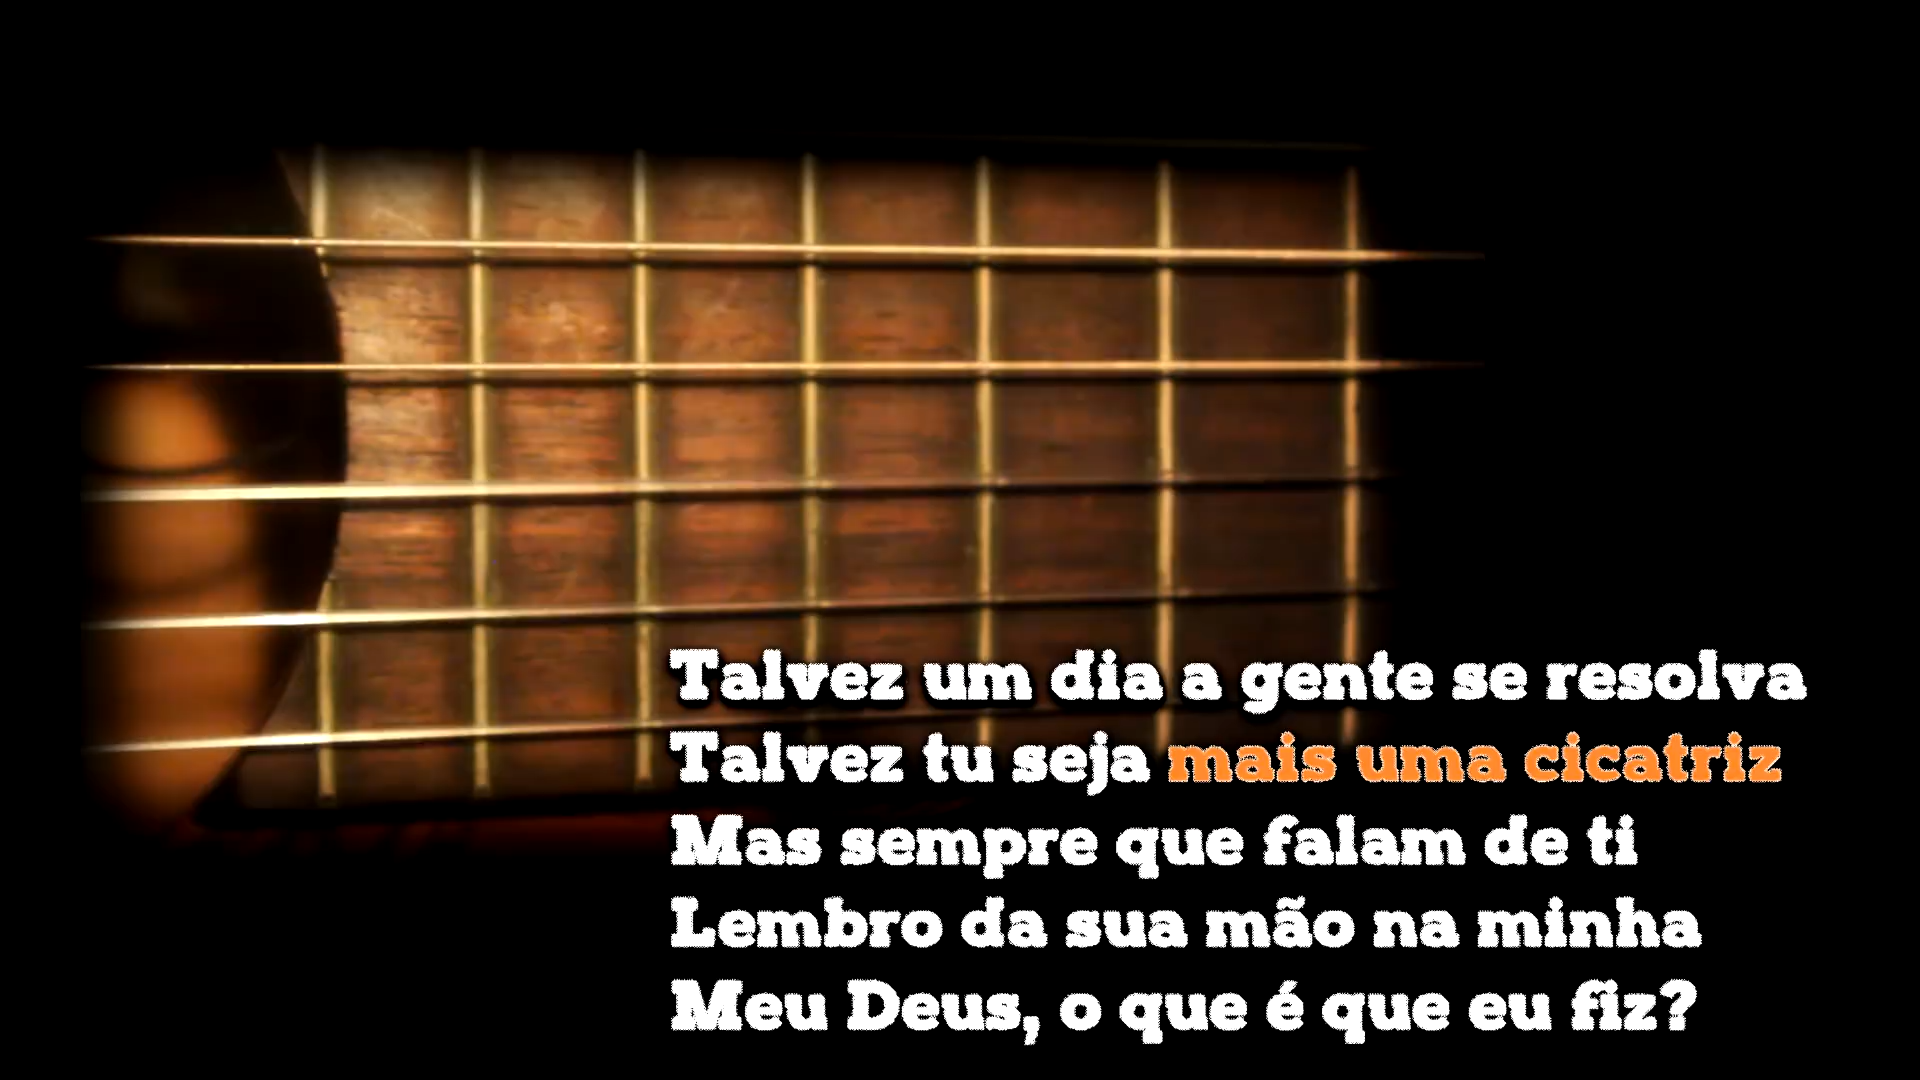 Talvez um dia a gente se resolva
Talvez tu seja mais uma cicatriz
Mas sempre que falam de ti
Lembro da sua mão na minha
Meu Deus, o que é que eu fiz?